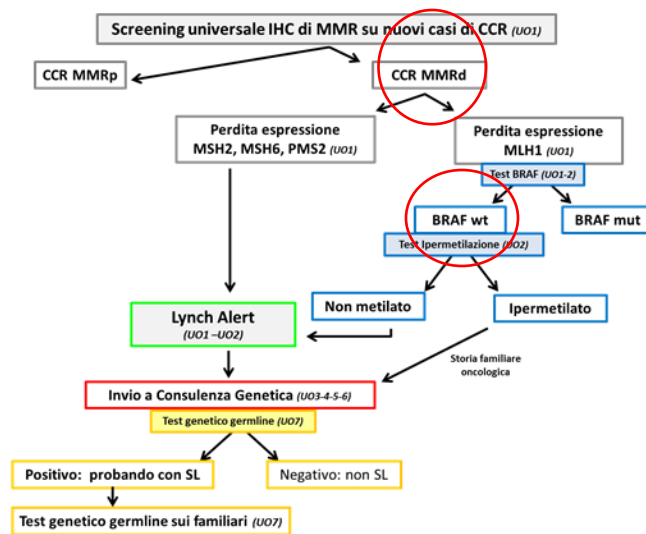 Screening universale IHC di MMR su nuovi casi di CCR (UO1)
CCR MMRp
CCR MMRd
Perdita espressione
MSH2, MSH6, PMS2 (UO1)
Perdita espressione
MLH1 (UO1)
Test BRAF (UO1-2)
BRAF wt
BRAF mut
Test Ipermetilazione (UO2)
Non metilato
Ipermetilato
Lynch Alert
(UO1 –UO2)
Storia familiare
oncologica
Invio a Consulenza Genetica (UO3-4-5-6)
Test genetico germline (UO7)
Positivo: probando con SL
Negativo: non SL
Test genetico germline sui familiari (UO7)